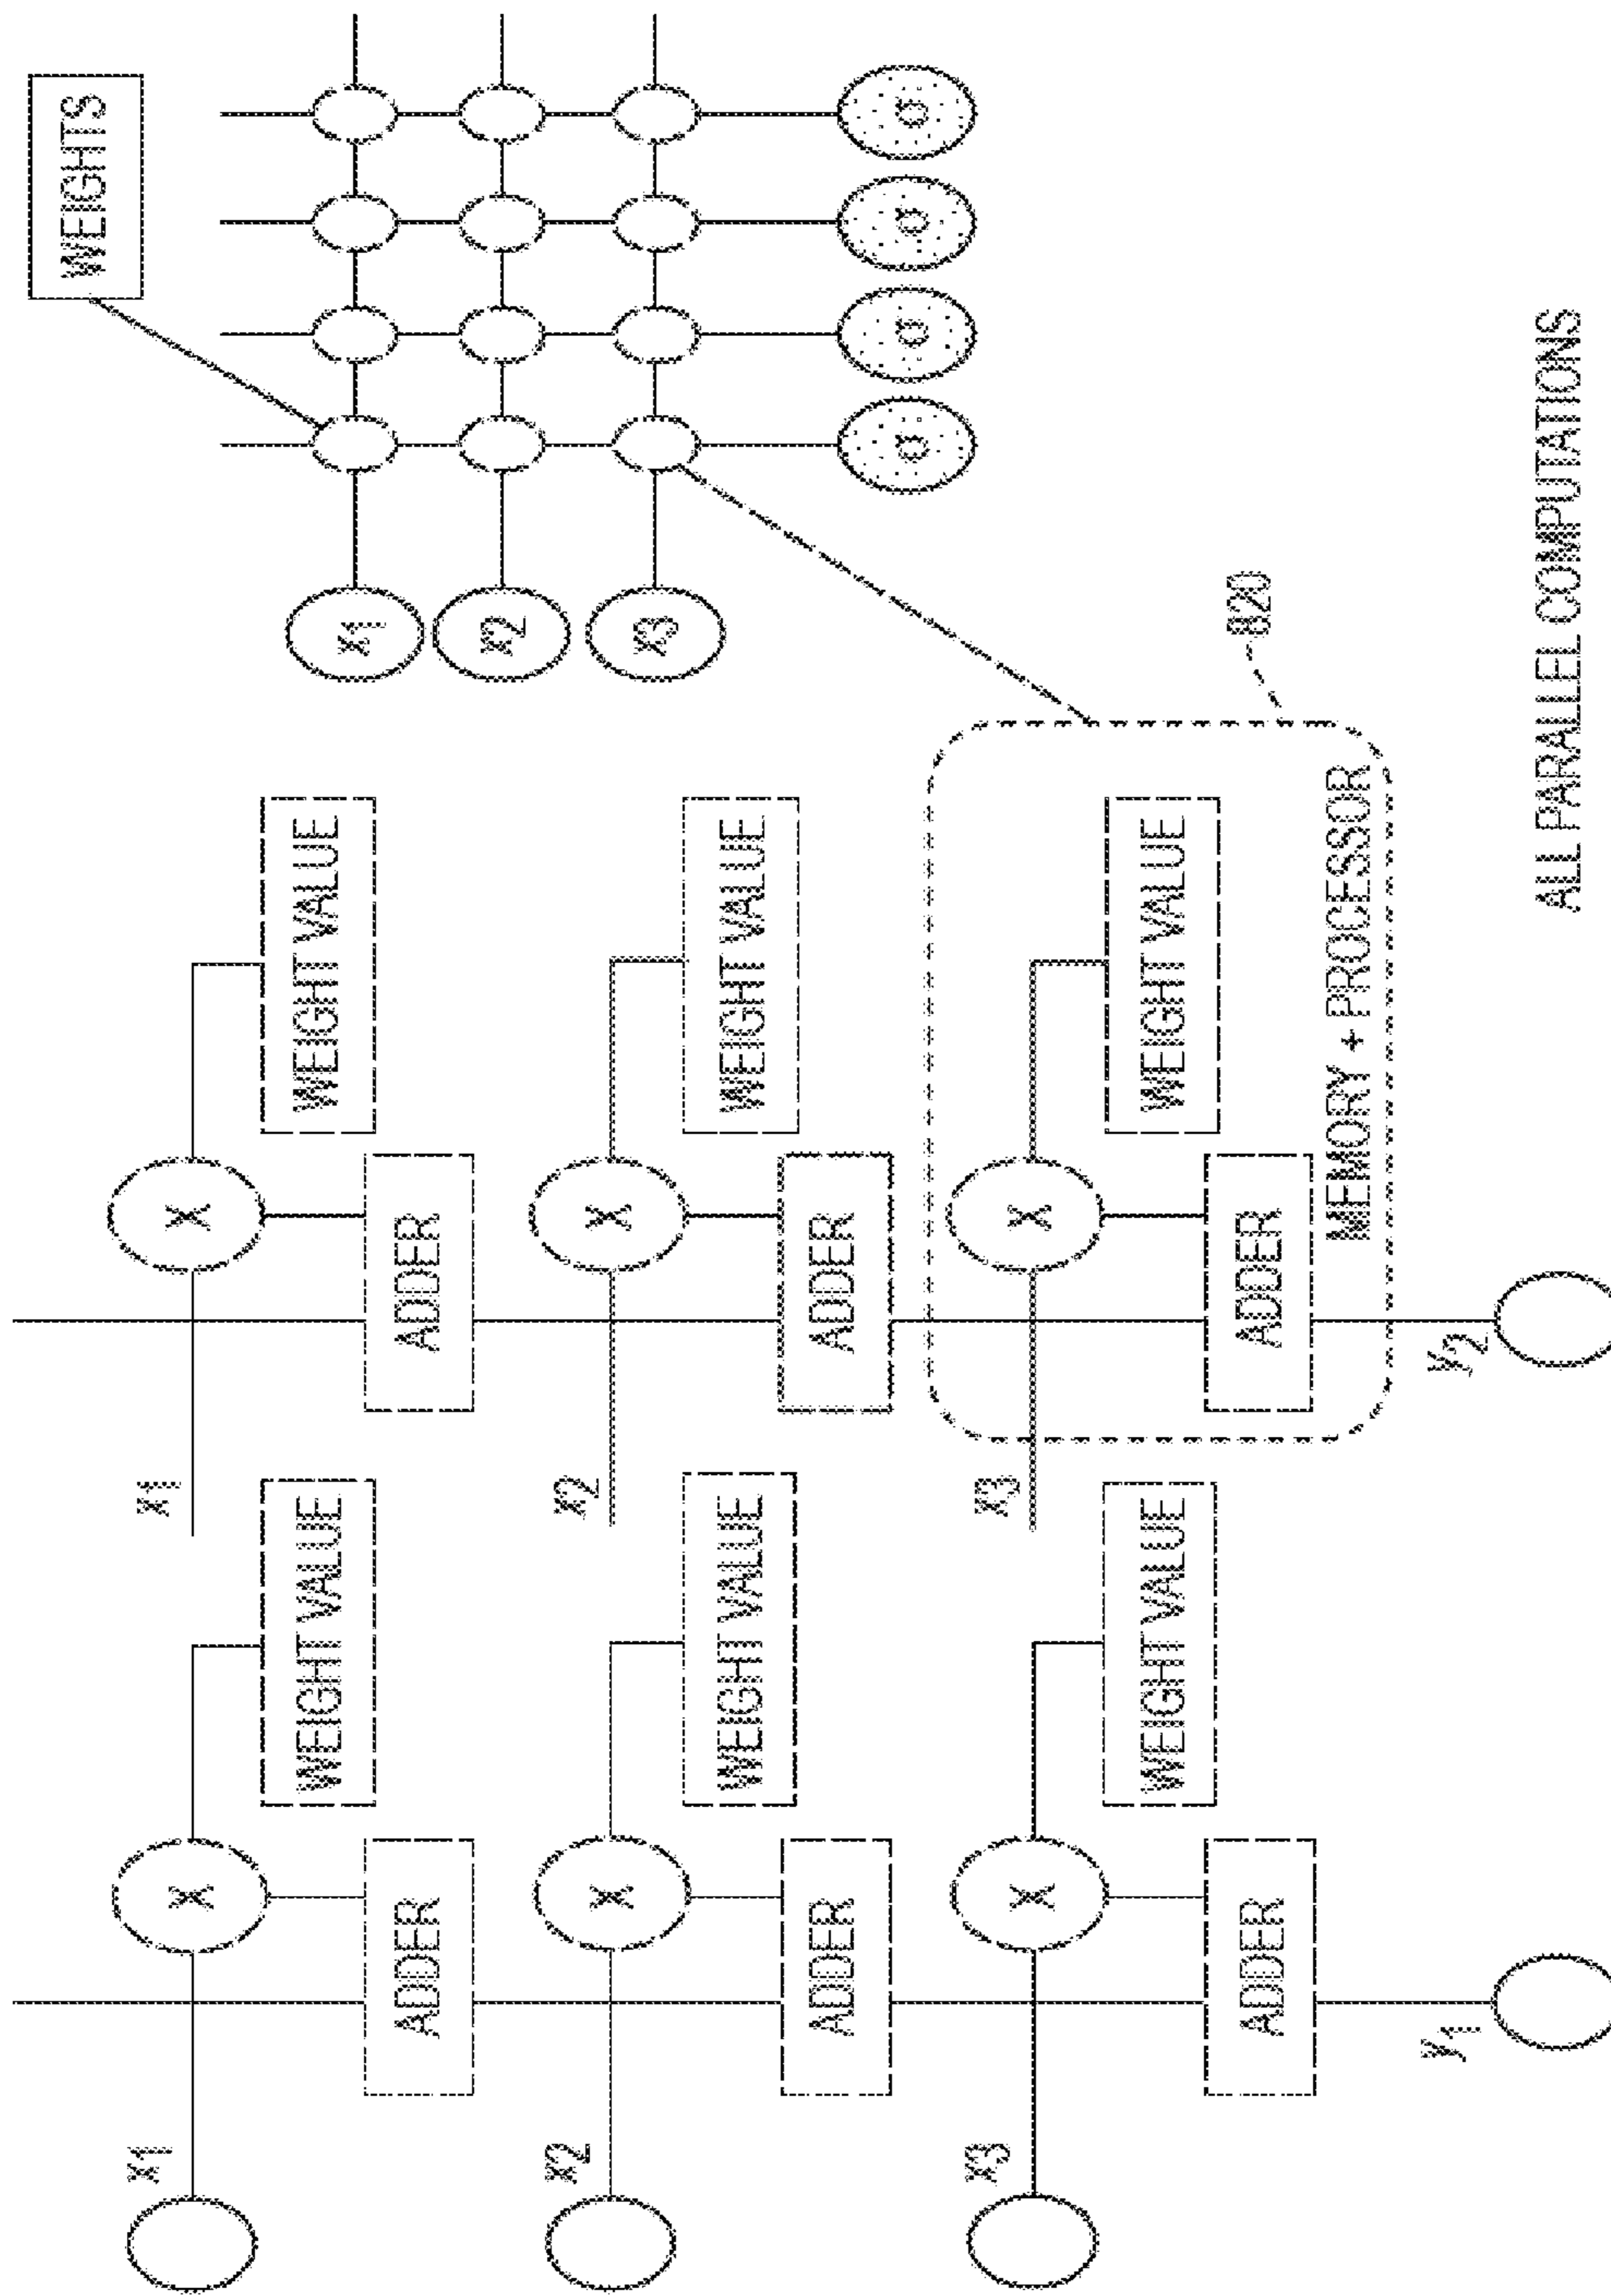 WEIGHTS
x1
x1
X
X
WEIGHT VALUE
WEIGHT VALUE
x1
ADDER
ADDER
x2
x2
x2
X
X
x3
WEIGHT VALUE
WEIGHT VALUE
ADDER
ADDER
σ
σ
σ
σ
x3
x3
X
X
WEIGHT VALUE
WEIGHT VALUE
820
ADDER
ADDER
MEMORY + PROCESSOR
y1
y2
ALL PARALLEL COMPUTATIONS